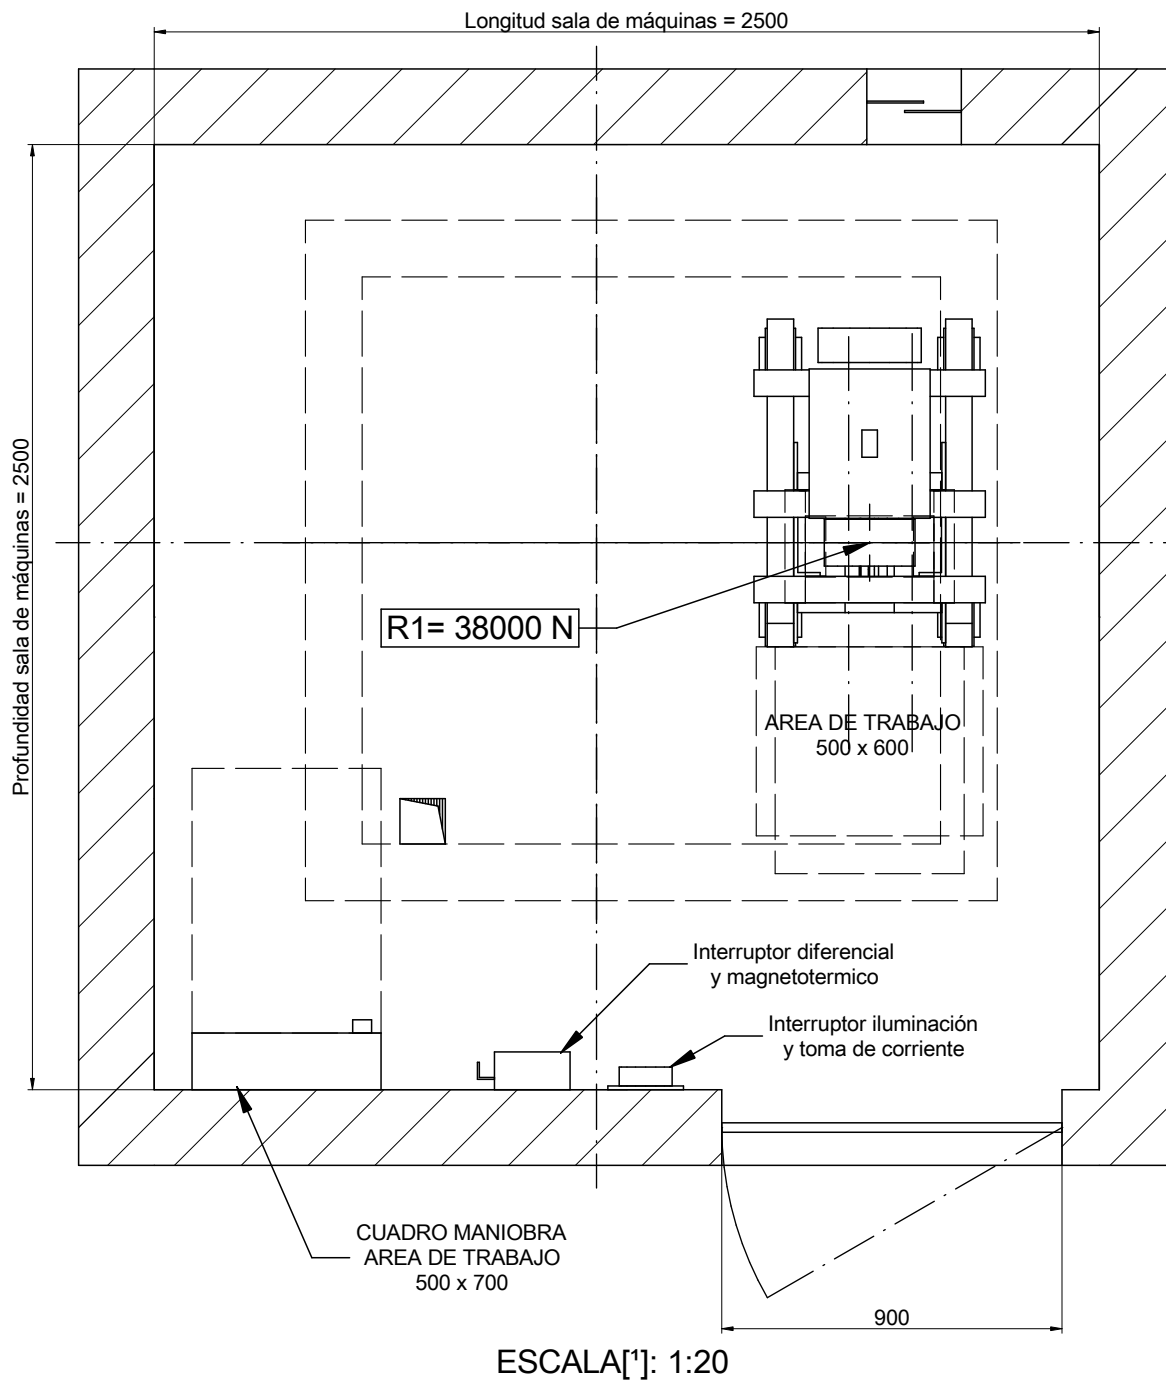 Longitud sala de máquinas = 2500
Profundidad sala de máquinas = 2500
R1= 38000 N
AREA DE TRABAJO
500 x 600
Interruptor diferencial
y magnetotermico
Interruptor iluminación
y toma de corriente
CUADRO MANIOBRA
AREA DE TRABAJO
500 x 700
900
ESCALA[¹]: 1:20